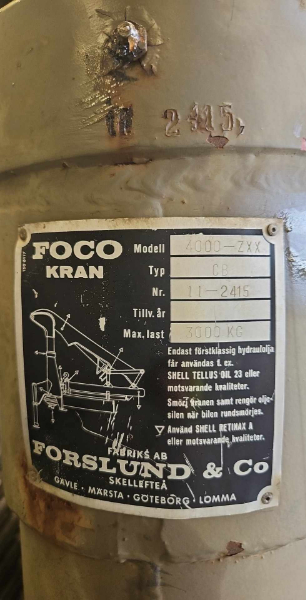 11 2415
FOCO
KRAN
Modell 4000-ZXX
Typ CB
Nr. 11-2415
Tillv. år
Max. last 3000 KG
Endast förstklassig hydraulolja
får användas t. ex.
SHELL TELLUS OIL 23 eller
motsvarande kvaliteter.
Smörj kranen samt rengör olje-
silen när bilen rundsmörjes.
Använd SHELL RETINAX A
eller motsvarande kvaliteter.
FABRIKS AB
FORSLUND & Co
SKELLEFTEÅ
GÄVLE · MÄRSTA · GÖTEBORG · LOMMA